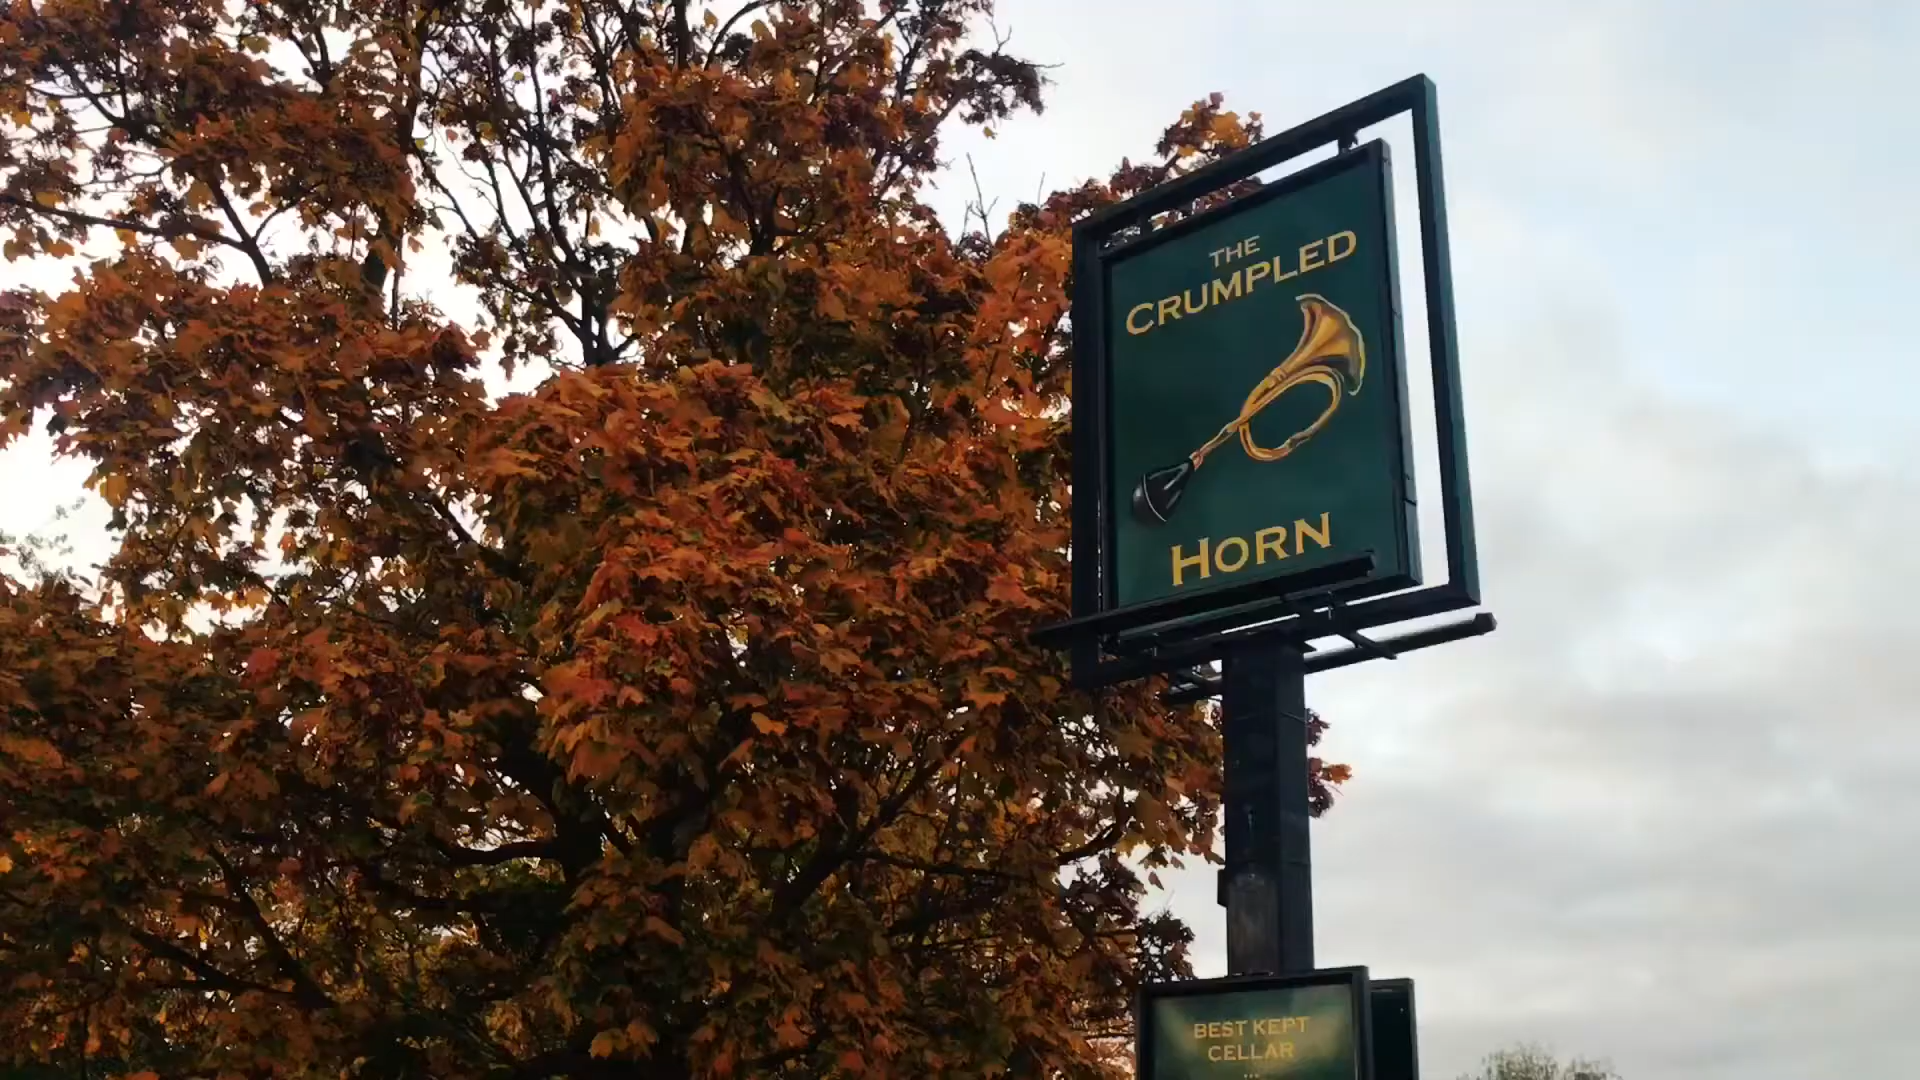 THE
CRUMPLED
HORN
BEST KEPT
CELLAR
...